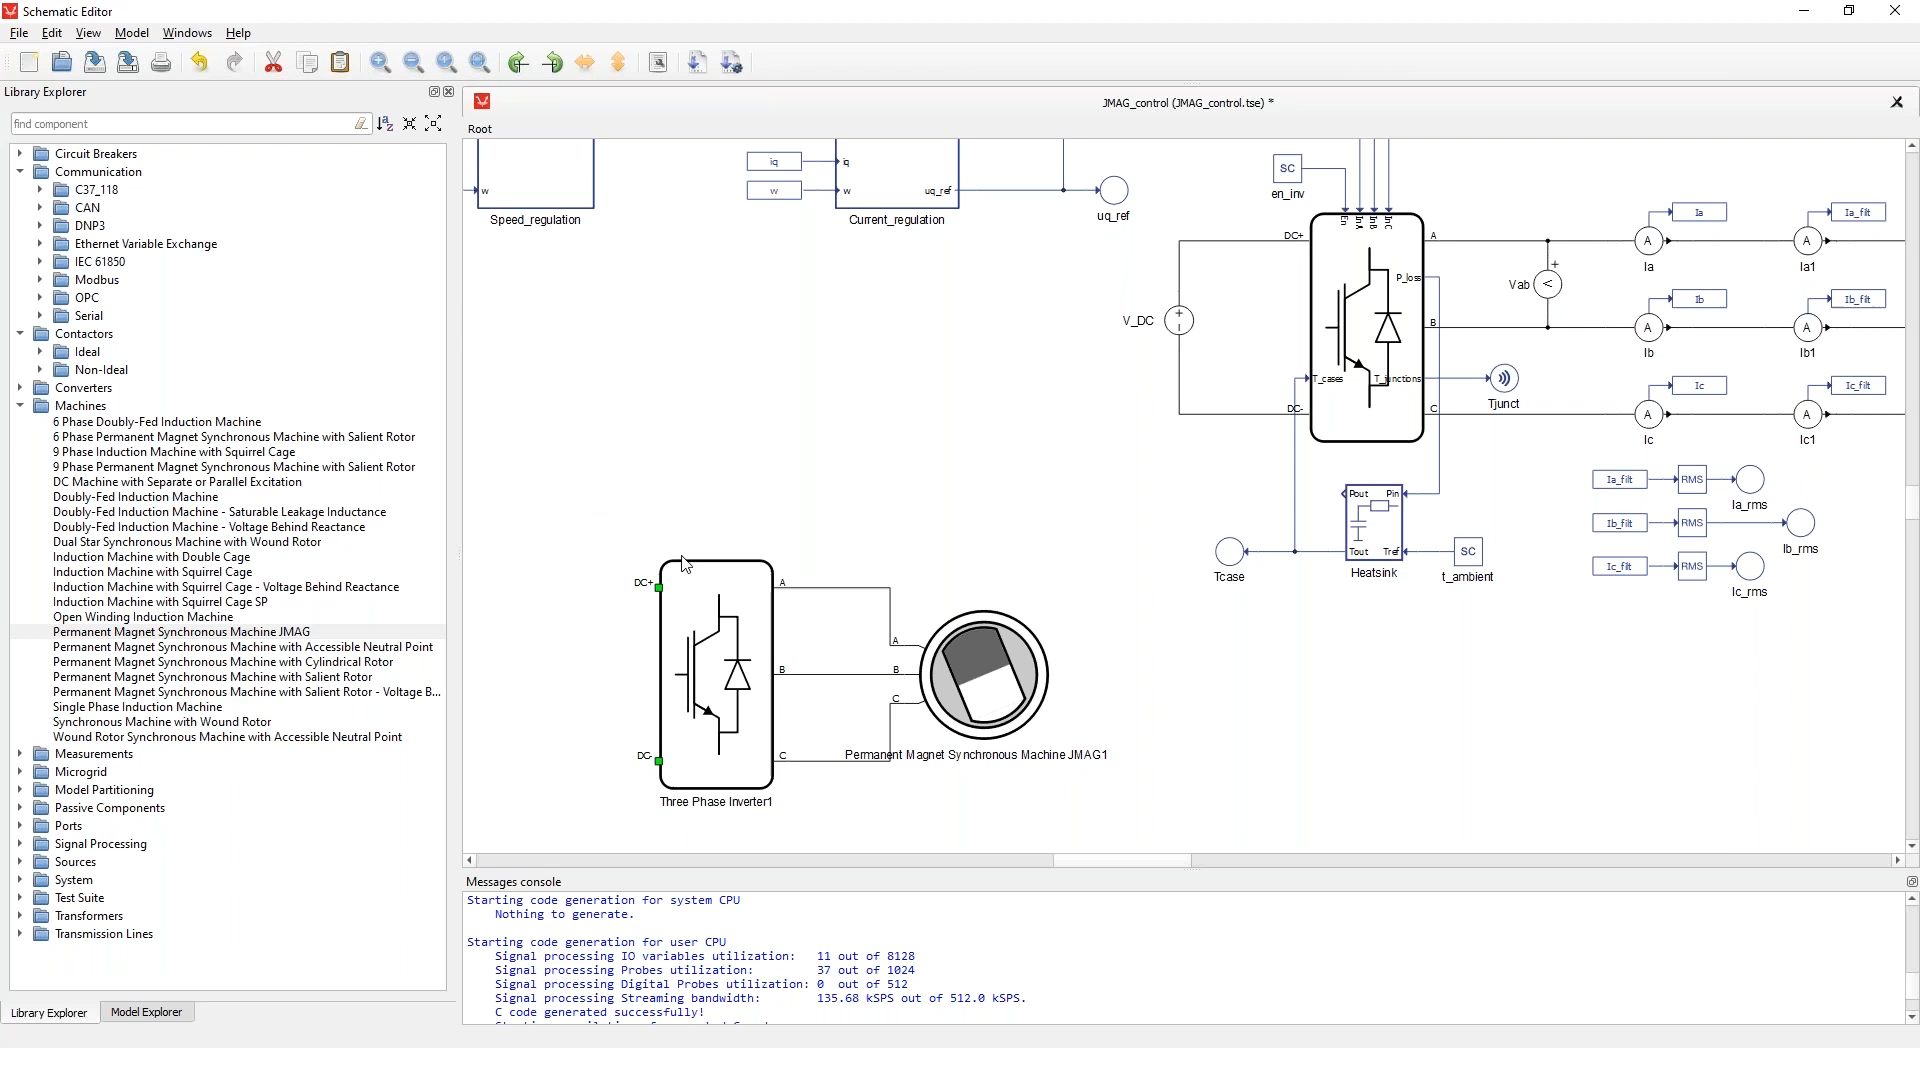 Schematic Editor
File Edit View Model Windows Help
Library Explorer
find component
Circuit Breakers
Communication
C37_118
CAN
DNP3
Ethernet Variable Exchange
IEC 61850
Modbus
OPC
Serial
Contactors
Ideal
Non-Ideal
Converters
Machines
6 Phase Doubly-Fed Induction Machine
6 Phase Permanent Magnet Synchronous Machine with Salient Rotor
9 Phase Induction Machine with Squirrel Cage
9 Phase Permanent Magnet Synchronous Machine with Salient Rotor
DC Machine with Separate or Parallel Excitation
Doubly-Fed Induction Machine
Doubly-Fed Induction Machine - Saturable Leakage Inductance
Doubly-Fed Induction Machine - Voltage Behind Reactance
Dual Star Synchronous Machine with Wound Rotor
Induction Machine with Double Cage
Induction Machine with Squirrel Cage
Induction Machine with Squirrel Cage - Voltage Behind Reactance
Induction Machine with Squirrel Cage SP
Open Winding Induction Machine
Permanent Magnet Synchronous Machine JMAG
Permanent Magnet Synchronous Machine with Accessible Neutral Point
Permanent Magnet Synchronous Machine with Cylindrical Rotor
Permanent Magnet Synchronous Machine with Salient Rotor
Permanent Magnet Synchronous Machine with Salient Rotor - Voltage B...
Single Phase Induction Machine
Synchronous Machine with Wound Rotor
Wound Rotor Synchronous Machine with Accessible Neutral Point
Measurements
Microgrid
Model Partitioning
Passive Components
Ports
Signal Processing
Sources
System
Test Suite
Transformers
Transmission Lines
Library Explorer
Model Explorer
JMAG_control (JMAG_control.tse) *
Root
w
Speed_regulation
iq
w
iq
w
uq_ref
Current_regulation
uq_ref
SC
en_inv
En
InA
InB
InC
DC+
DC-
V_DC
A
P_loss
B
T_cases
T_junctions
C
Vab
Tjunct
Ia
A
Ia
Ib
A
Ib
Ic
A
Ic
Ia_filt
A
Ia1
Ib_filt
A
Ib1
Ic_filt
A
Ic1
Pout Pin
Tout Tref
Heatsink
Tcase
SC
t_ambient
Ia_filt
RMS
Ia_rms
Ib_filt
RMS
Ib_rms
Ic_filt
RMS
Ic_rms
DC+
DC-
A
B
C
Three Phase Inverter1
A
B
C
Permanent Magnet Synchronous Machine JMAG1
Messages console
Starting code generation for system CPU
Nothing to generate.
Starting code generation for user CPU
Signal processing IO variables utilization: 11 out of 8128
Signal processing Probes utilization: 37 out of 1024
Signal processing Digital Probes utilization: 0 out of 512
Signal processing Streaming bandwidth: 135.68 kSPS out of 512.0 kSPS.
C code generated successfully!